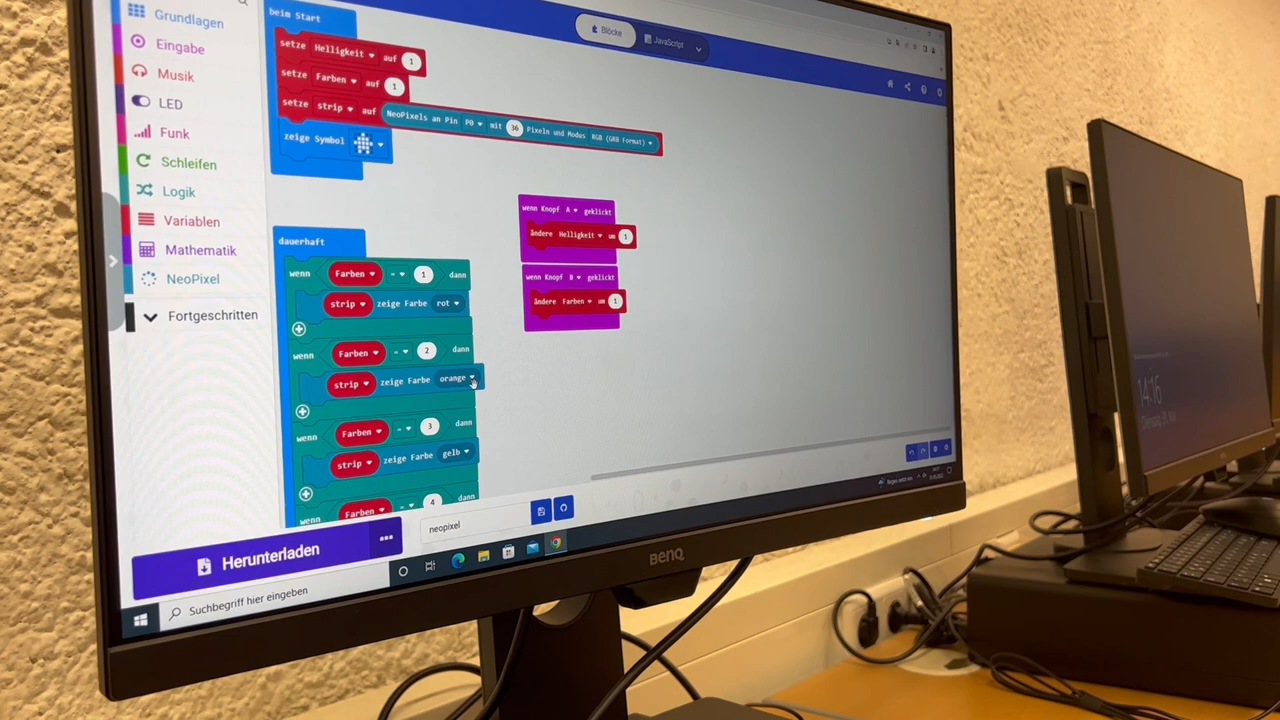 Grundlagen
Eingabe
Musik
LED
Funk
Schleifen
Logik
Variablen
Mathematik
NeoPixel
Fortgeschritten
Blöcke
JavaScript
beim Start
setze Helligkeit auf 1
setze Farben auf 1
setze strip auf NeoPixels an Pin P0 mit 36 Pixeln und Modus RGB (GRB Format)
zeige Symbol
wenn Knopf A geklickt
ändere Helligkeit um 1
wenn Knopf B geklickt
ändere Farben um 1
dauerhaft
wenn Farben = 1 dann
strip zeige Farbe rot
wenn Farben = 2 dann
strip zeige Farbe orange
wenn Farben = 3 dann
strip zeige Farbe gelb
wenn Farben = 4 dann
Herunterladen
neopixel
Suchbegriff hier eingeben
BenQ
14:16